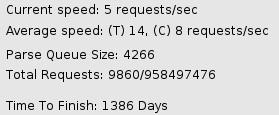 Current speed: 5 requests/sec
Average speed: (T) 14, (C) 8 requests/sec
Parse Queue Size: 4266
Total Requests: 9860/958497476
Time To Finish: 1386 Days